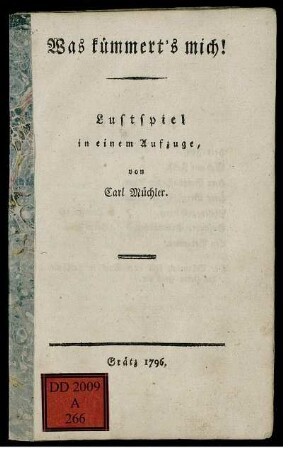 Was kümmert's mich!
Lustspiel
in einem Aufzuge,
von
Carl Müchler.
Grätz 1796.
DD 2009
A
266